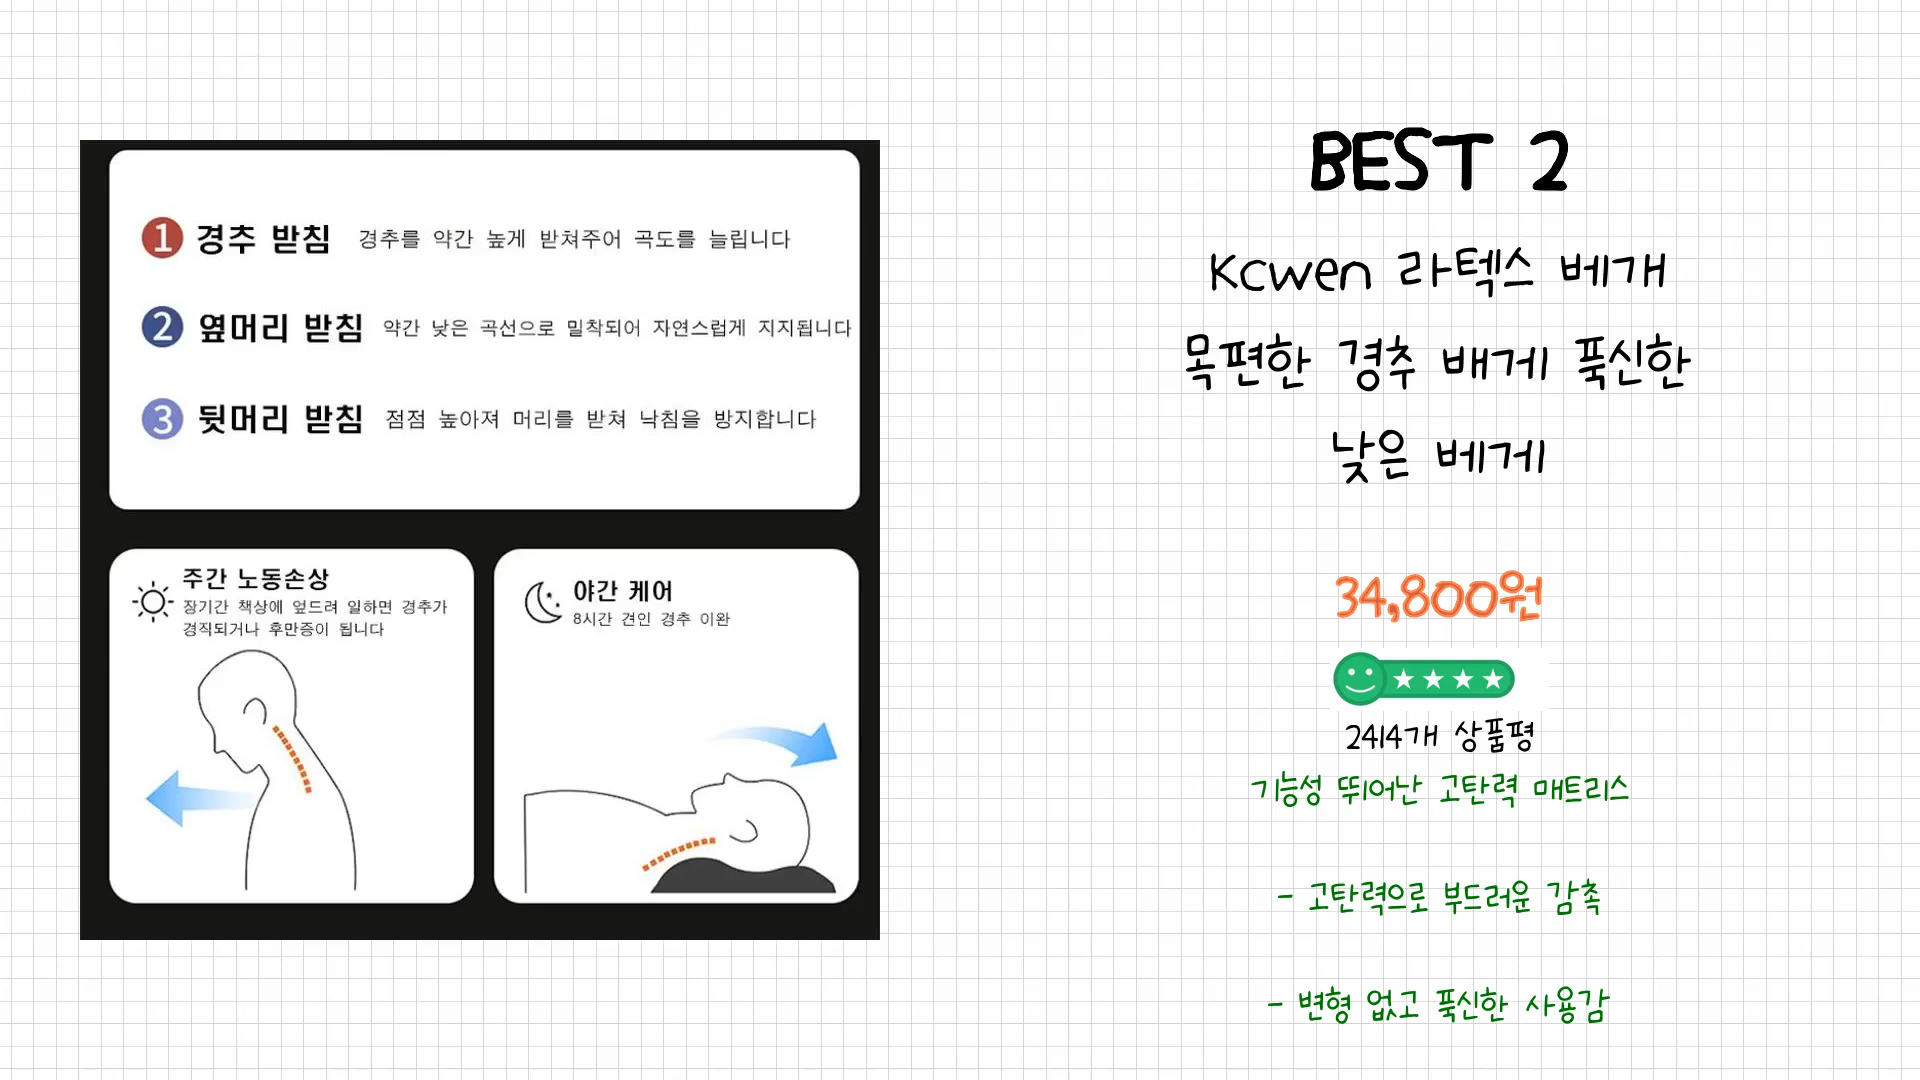 1 경추 받침 경추를 약간 높게 받쳐주어 곡도를 늘립니다
2 옆머리 받침 약간 낮은 곡선으로 밀착되어 자연스럽게 지지됩니다
3 뒷머리 받침 점점 높아져 머리를 받쳐 낙침을 방지합니다
주간 노동손상
장기간 책상에 엎드려 일하면 경추가
경직되거나 후만증이 됩니다
야간 케어
8시간 견인 경추 이완
BEST 2
Kcwen 라텍스 베개
목편한 경추 배게 푹신한
낮은 베게
34,800원
2414개 상품평
기능성 뛰어난 고탄력 매트리스
- 고탄력으로 부드러운 감촉
- 변형 없고 푹신한 사용감